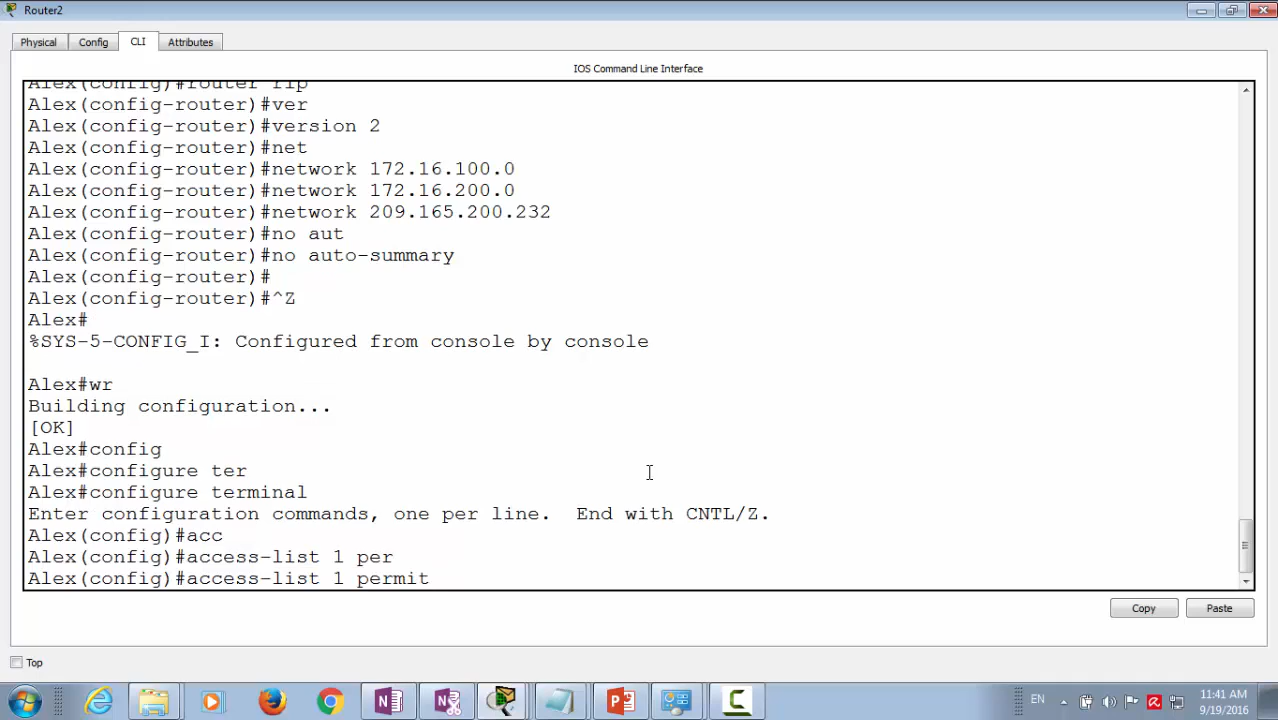 Router2
Physical Config CLI Attributes
IOS Command Line Interface
Alex(config)#router rip
Alex(config-router)#ver
Alex(config-router)#version 2
Alex(config-router)#net
Alex(config-router)#network 172.16.100.0
Alex(config-router)#network 172.16.200.0
Alex(config-router)#network 209.165.200.232
Alex(config-router)#no aut
Alex(config-router)#no auto-summary
Alex(config-router)#
Alex(config-router)#^Z
Alex#
%SYS-5-CONFIG_I: Configured from console by console
Alex#wr
Building configuration...
[OK]
Alex#config
Alex#configure ter
Alex#configure terminal
Enter configuration commands, one per line.  End with CNTL/Z.
Alex(config)#acc
Alex(config)#access-list 1 per
Alex(config)#access-list 1 permit
Copy Paste
Top
EN
11:41 AM
9/19/2016